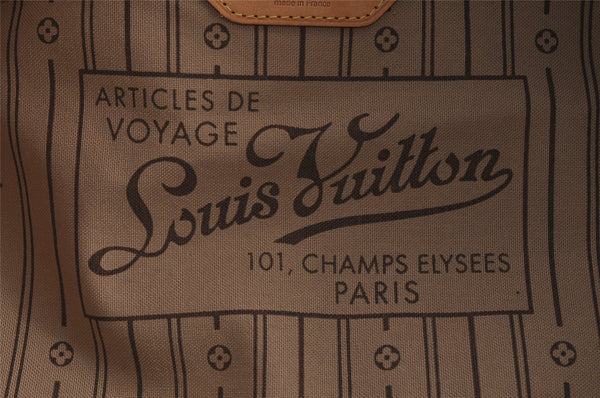 made in France
ARTICLES DE
VOYAGE
Louis Vuitton
101, CHAMPS ELYSEES
PARIS